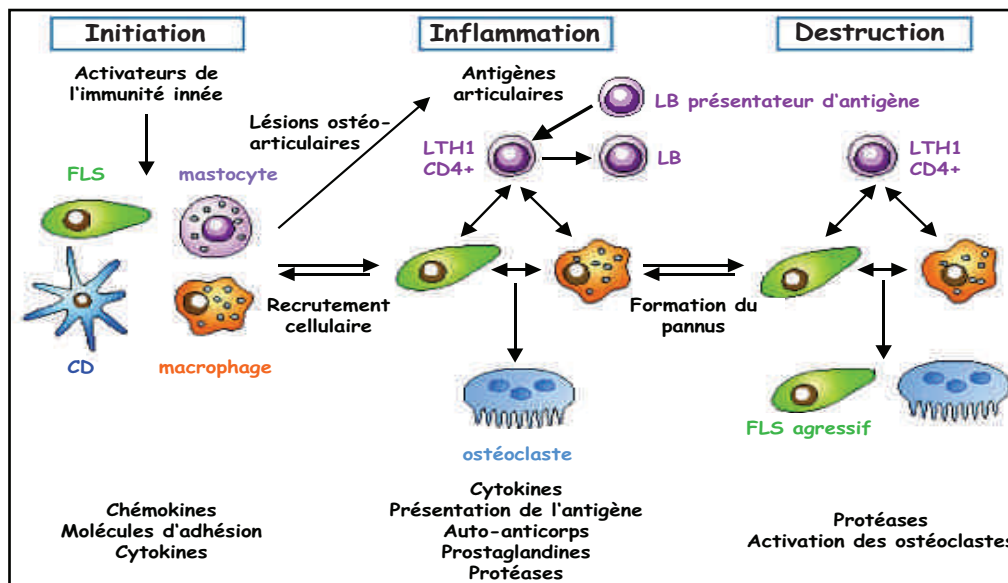 Initiation
Activateurs de
l'immunité innée
Lésions ostéo-
articulaires
FLS
mastocyte
CD
macrophage
Chémokines
Molécules d'adhésion
Cytokines
Recrutement
cellulaire
Inflammation
Antigènes
articulaires
LB présentateur d'antigène
LTH1
CD4+
LB
ostéoclaste
Cytokines
Présentation de l'antigène
Auto-anticorps
Prostaglandines
Protéases
Formation du
pannus
Destruction
LTH1
CD4+
FLS agressif
Protéases
Activation des ostéoclastes